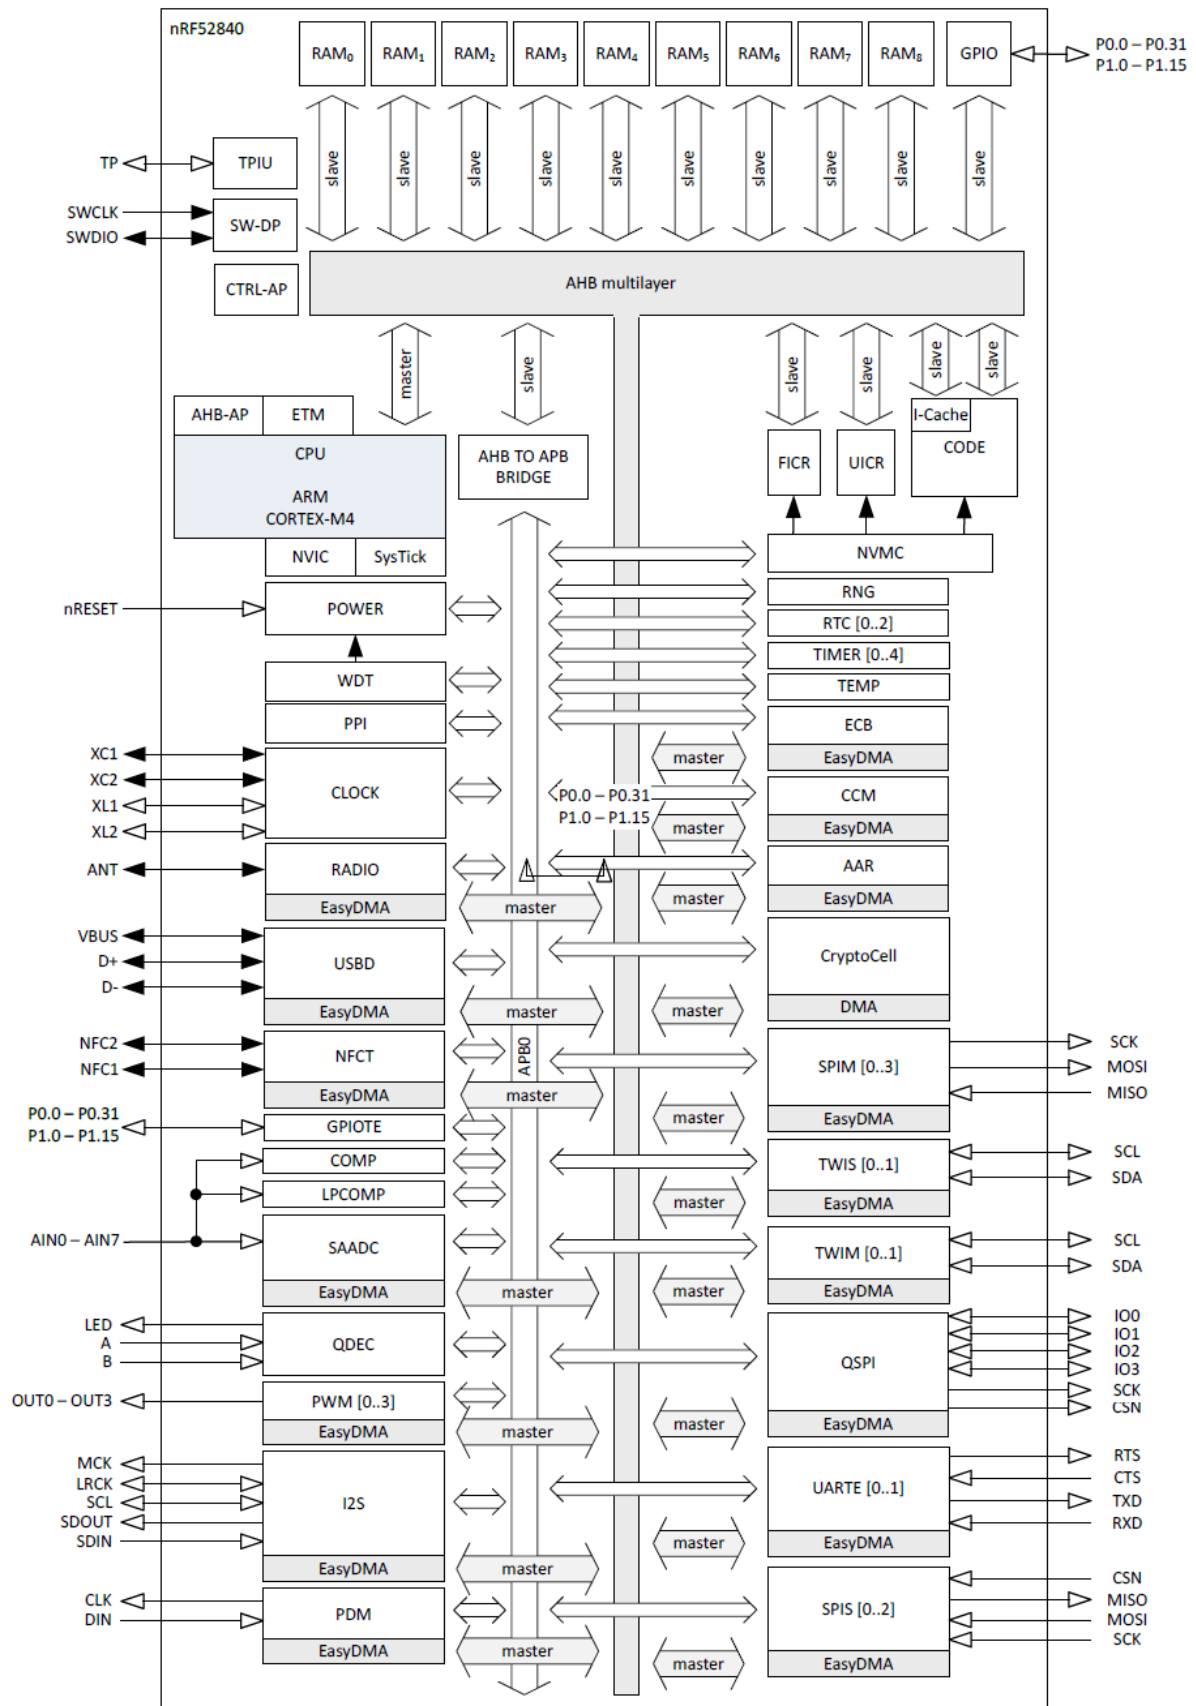 nRF52840
RAM0 RAM1 RAM2 RAM3 RAM4 RAM5 RAM6 RAM7 RAM8 GPIO
P0.0 – P0.31
P1.0 – P1.15
slave slave slave slave slave slave slave slave slave slave
TP TPIU
SWCLK
SWDIO
SW-DP
CTRL-AP
AHB multilayer
master slave slave slave slave slave
AHB-AP ETM
CPU
ARM
CORTEX-M4
NVIC SysTick
AHB TO APB
BRIDGE
FICR UICR
I-Cache
CODE
NVMC
nRESET POWER
RNG
RTC [0..2]
TIMER [0..4]
WDT
TEMP
PPI
ECB
master EasyDMA
XC1
XC2
XL1
XL2
CLOCK
P0.0 – P0.31
P1.0 – P1.15
CCM
master EasyDMA
ANT RADIO
EasyDMA master
AAR
master EasyDMA
VBUS
D+
D-
USBD
EasyDMA master
CryptoCell
master DMA
APB0
NFC2
NFC1
NFCT
EasyDMA master
SPIM [0..3]
master EasyDMA
SCK
MOSI
MISO
P0.0 – P0.31
P1.0 – P1.15
GPIOTE
COMP
LPCOMP
TWIS [0..1]
master EasyDMA
SCL
SDA
AIN0 – AIN7
SAADC
EasyDMA master
TWIM [0..1]
master EasyDMA
SCL
SDA
LED
A
B
QDEC
QSPI
master EasyDMA
IO0
IO1
IO2
IO3
SCK
CSN
OUT0 – OUT3
PWM [0..3]
EasyDMA master
MCK
LRCK
SCL
SDOUT
SDIN
I2S
EasyDMA master
UARTE [0..1]
master EasyDMA
RTS
CTS
TXD
RXD
CLK
DIN
PDM
EasyDMA master
SPIS [0..2]
master EasyDMA
CSN
MISO
MOSI
SCK